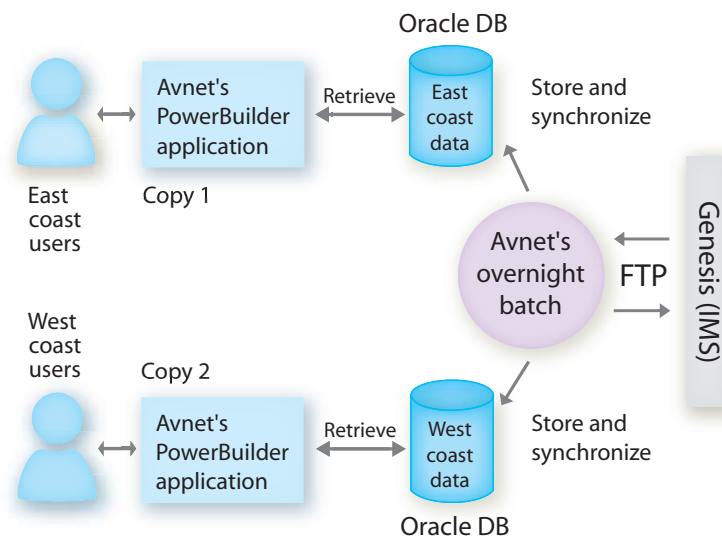 Oracle DB
Avnet's
PowerBuilder
application
Retrieve
East
coast
data
Store and
synchronize
East
coast
users
Copy 1
Avnet's
overnight
batch
FTP
Genesis (IMS)
West
coast
users
Copy 2
Avnet's
PowerBuilder
application
Retrieve
West
coast
data
Store and
synchronize
Oracle DB